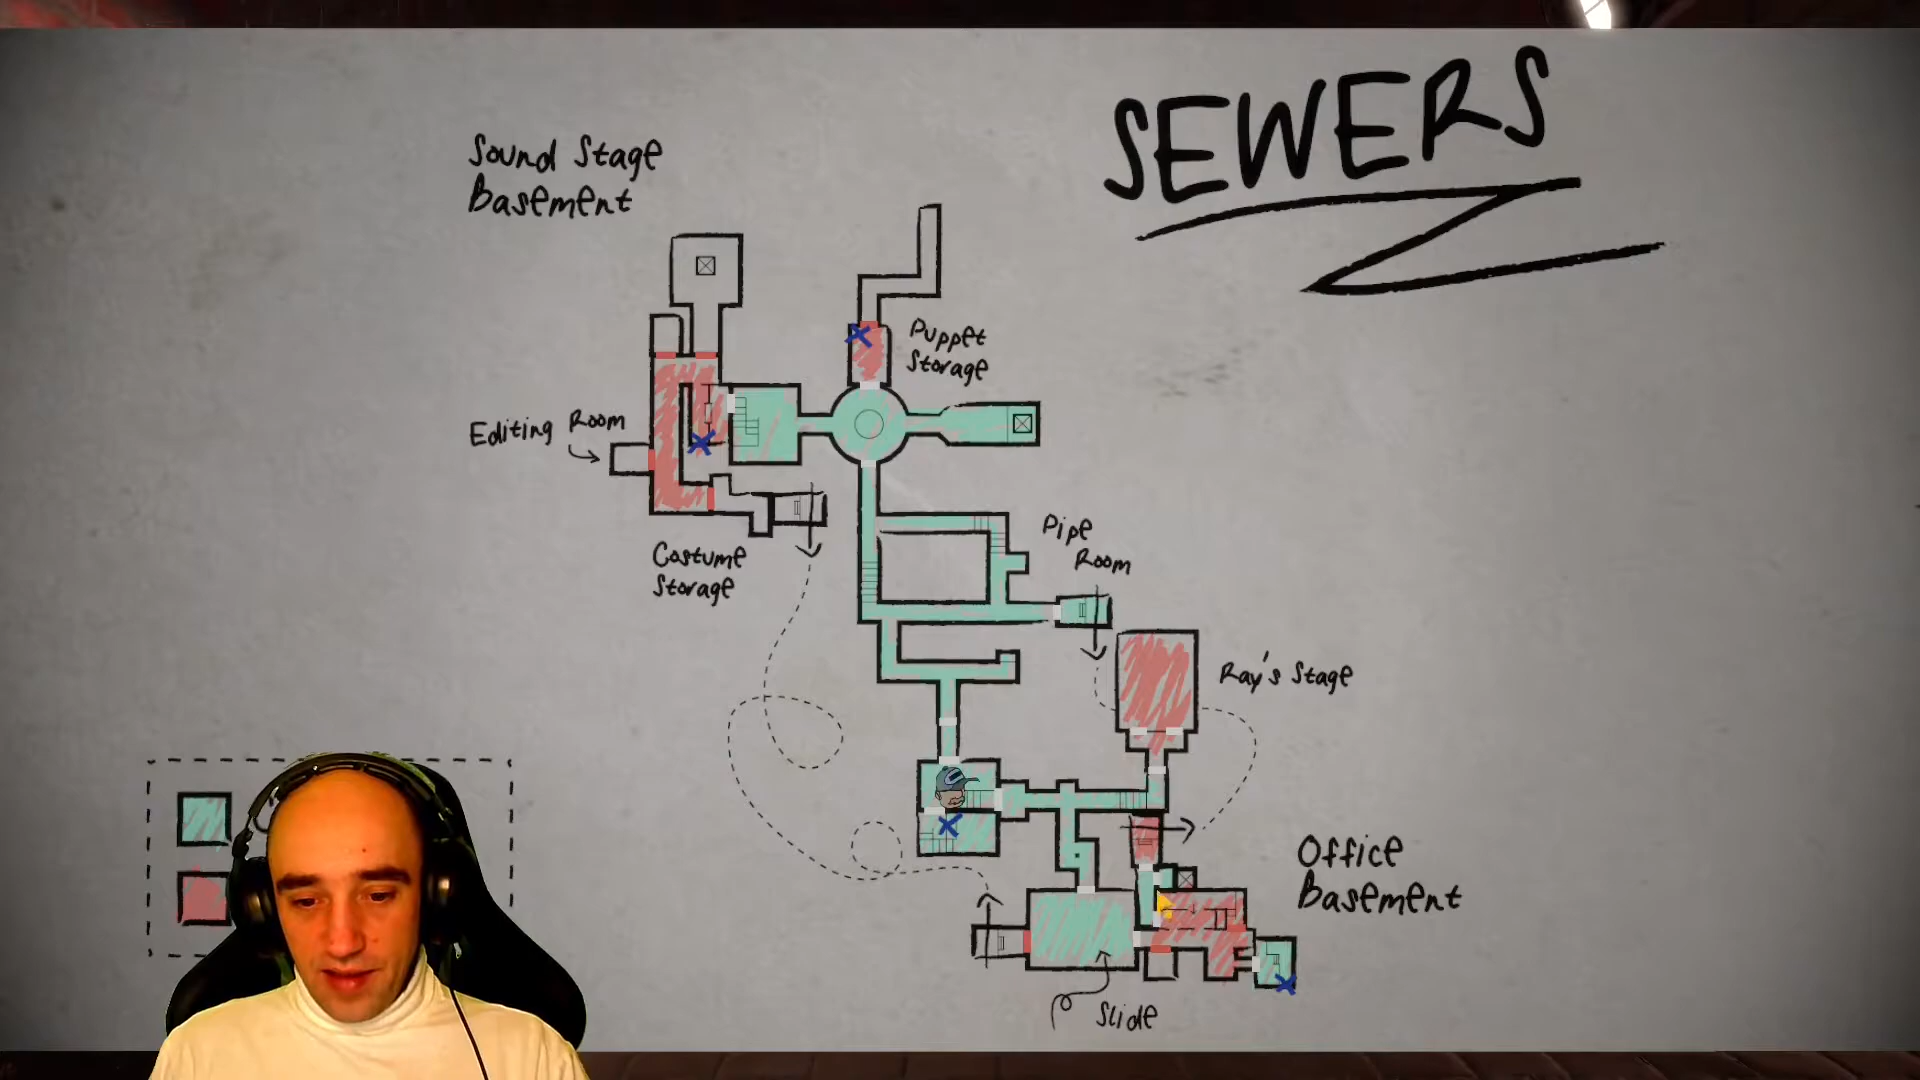 SEWERS
Sound Stage
Basement
Puppet
Storage
Editing Room
Pipe
Room
Costume
Storage
Ray's Stage
Office
Basement
Slide